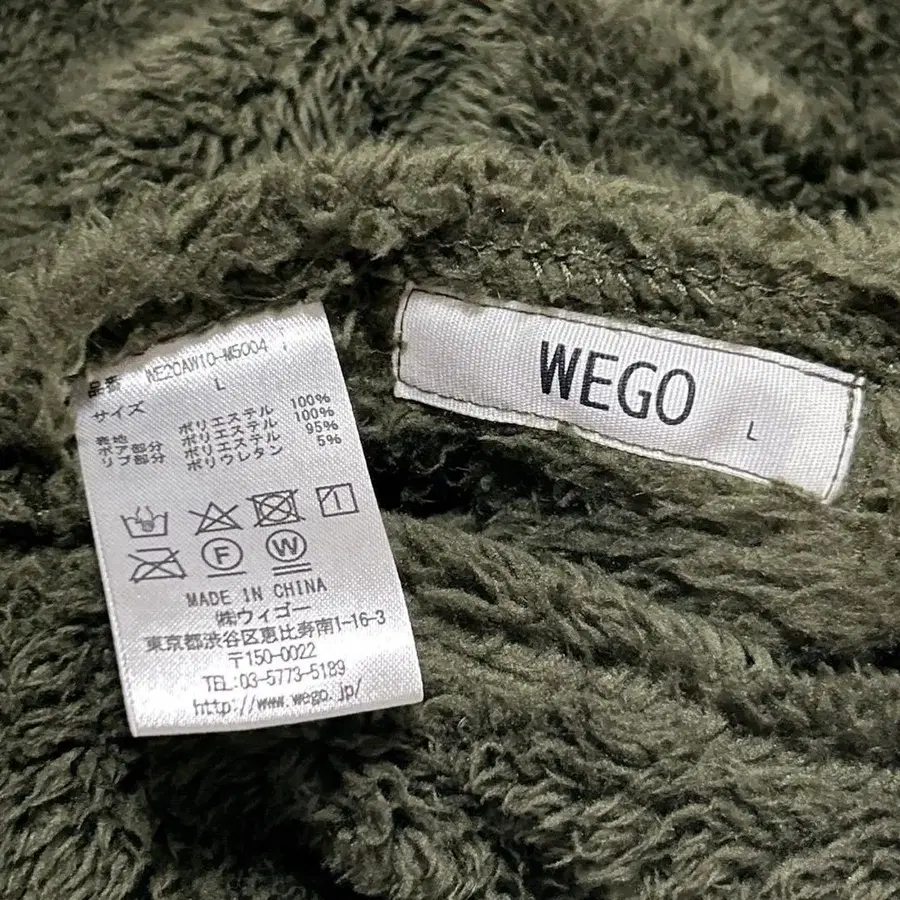 品番 WE20AW10-M5004
サイズ L
表地 ポリエステル 100%
ボア部分 ポリエステル 100%
リブ部分 ポリエステル 95%
ポリウレタン 5%
F W
MADE IN CHINA
㈱ウィゴー
東京都渋谷区恵比寿南1-16-3
〒150-0022
TEL:03-5773-5189
http://www.wego.jp/
WEGO L